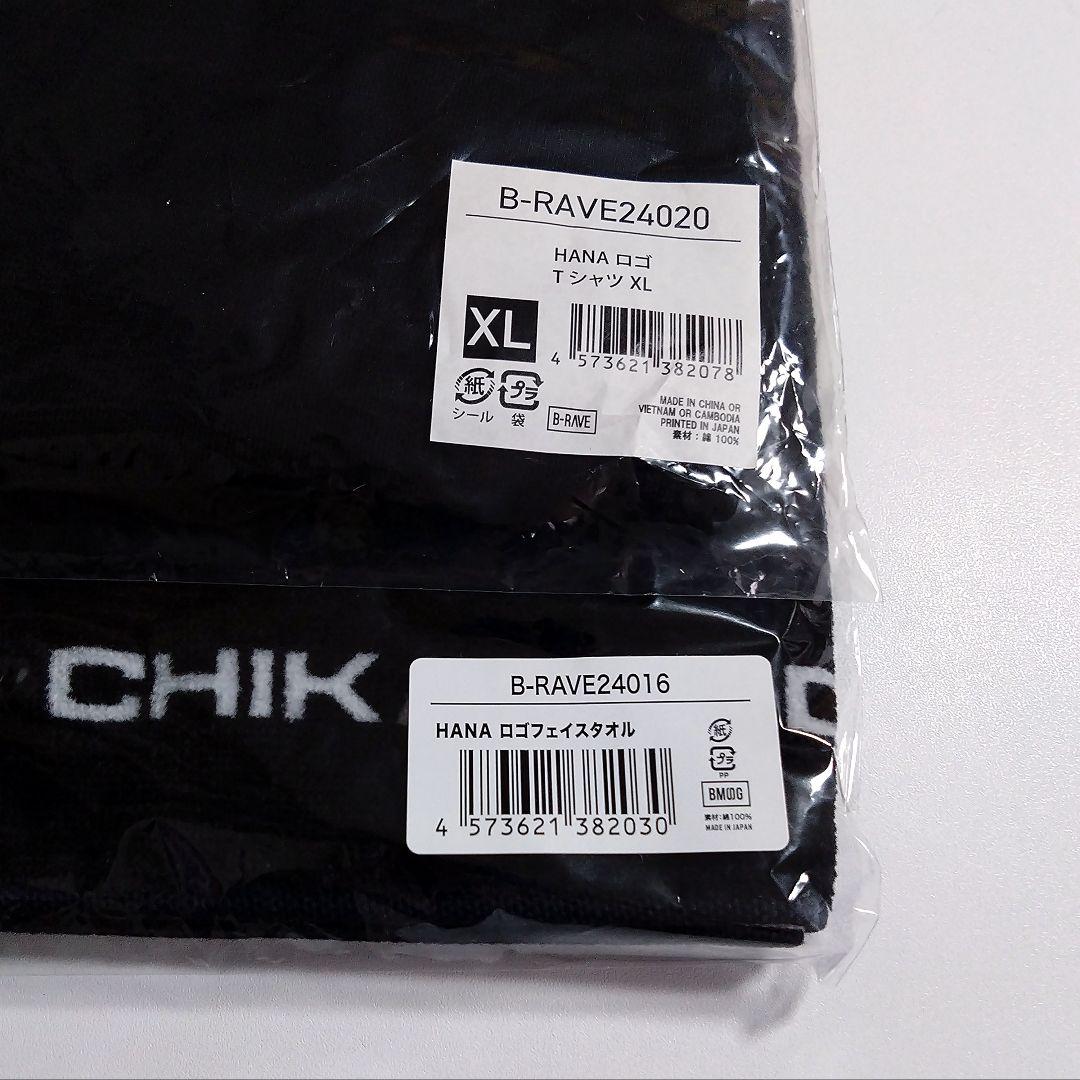 B-RAVE24020
HANA ロゴ
T シャツ XL
XL
4 573621 382078
紙 プラ
シール 袋 B-RAVE
MADE IN CHINA OR
VIETNAM OR CAMBODIA
PRINTED IN JAPAN
素材：綿 100%
CHIK
B-RAVE24016
HANA ロゴフェイスタオル
4 573621 382030
紙
プラ
PP
BMSG
素材：綿100%
MADE IN JAPAN